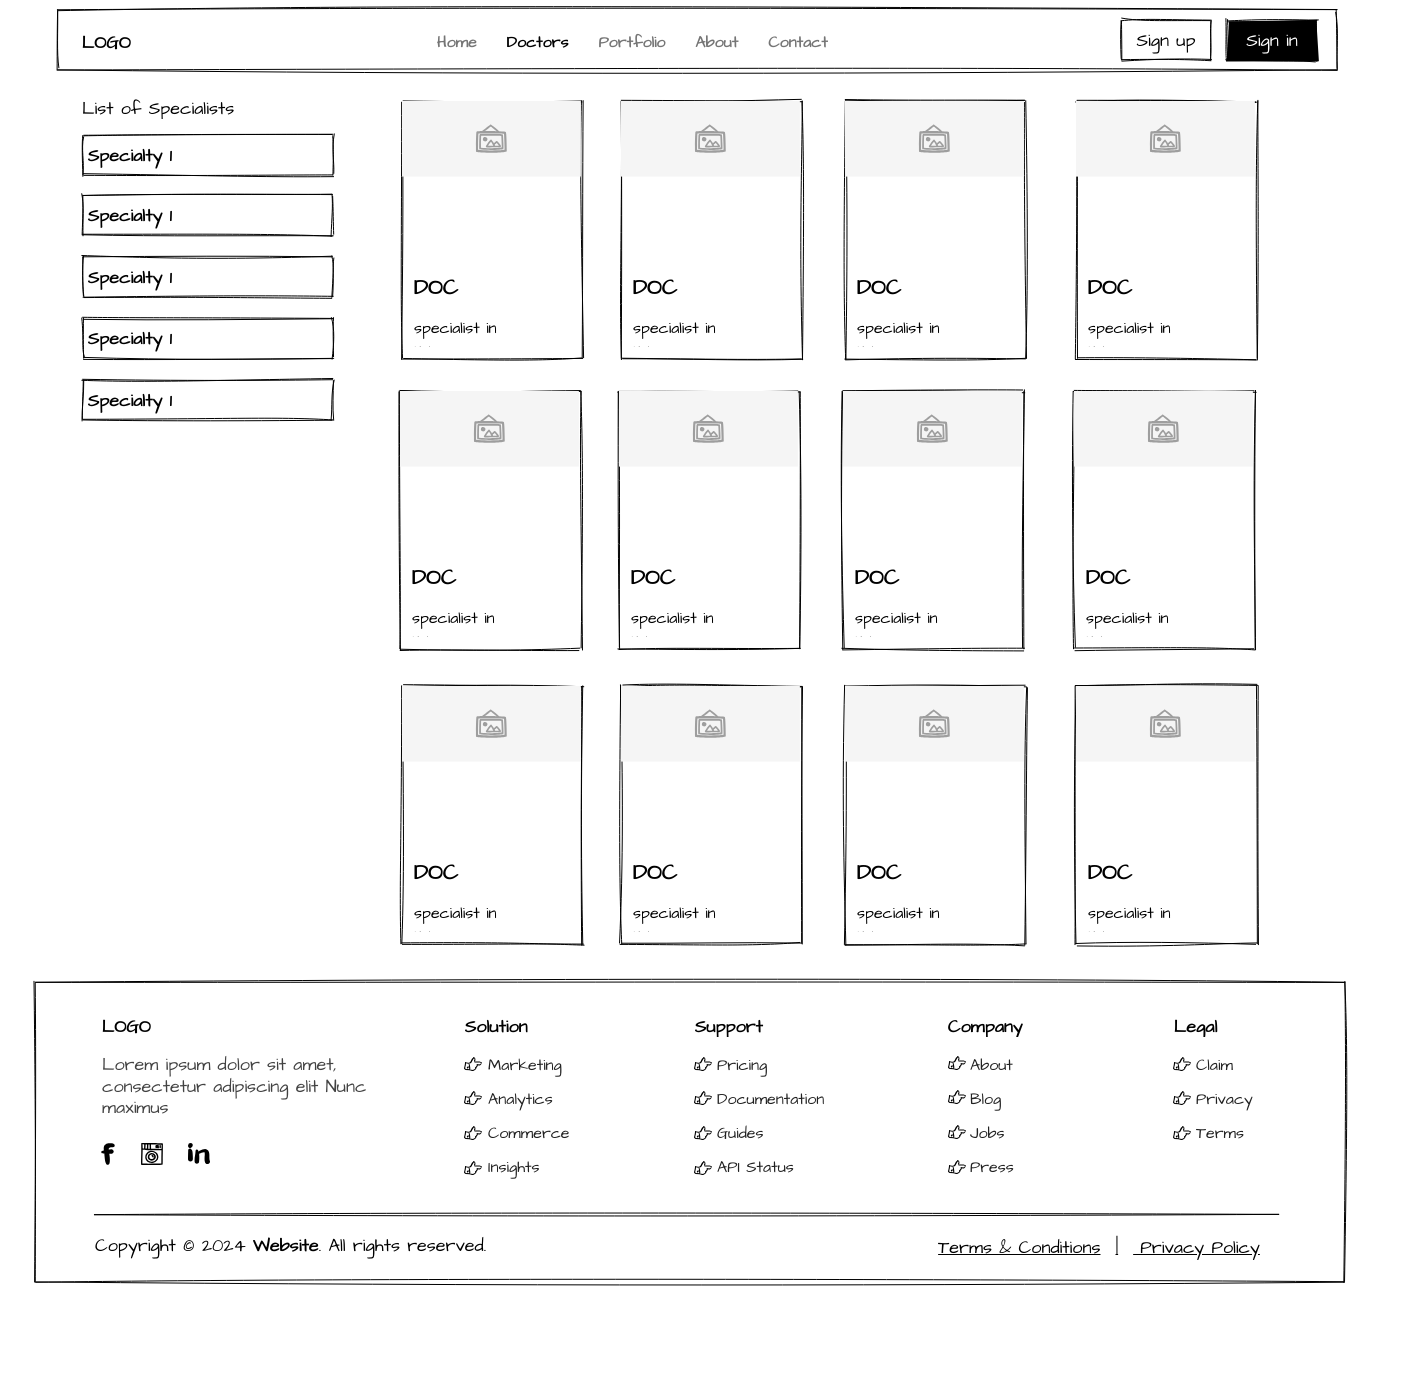 LOGO
Home Doctors Portfolio About Contact
Sign up Sign in
List of Specialists
Specialty 1
Specialty 1
Specialty 1
Specialty 1
Specialty 1
DOC DOC DOC DOC
specialist in specialist in specialist in specialist in
DOC DOC DOC DOC
specialist in specialist in specialist in specialist in
DOC DOC DOC DOC
specialist in specialist in specialist in specialist in
LOGO
Lorem ipsum dolor sit amet,
consectetur adipiscing elit Nunc
maximus
Solution
Marketing
Analytics
Commerce
Insights
Support
Pricing
Documentation
Guides
API Status
Company
About
Blog
Jobs
Press
Legal
Claim
Privacy
Terms
Copyright © 2024 Website. All rights reserved.
Terms & Conditions | Privacy Policy